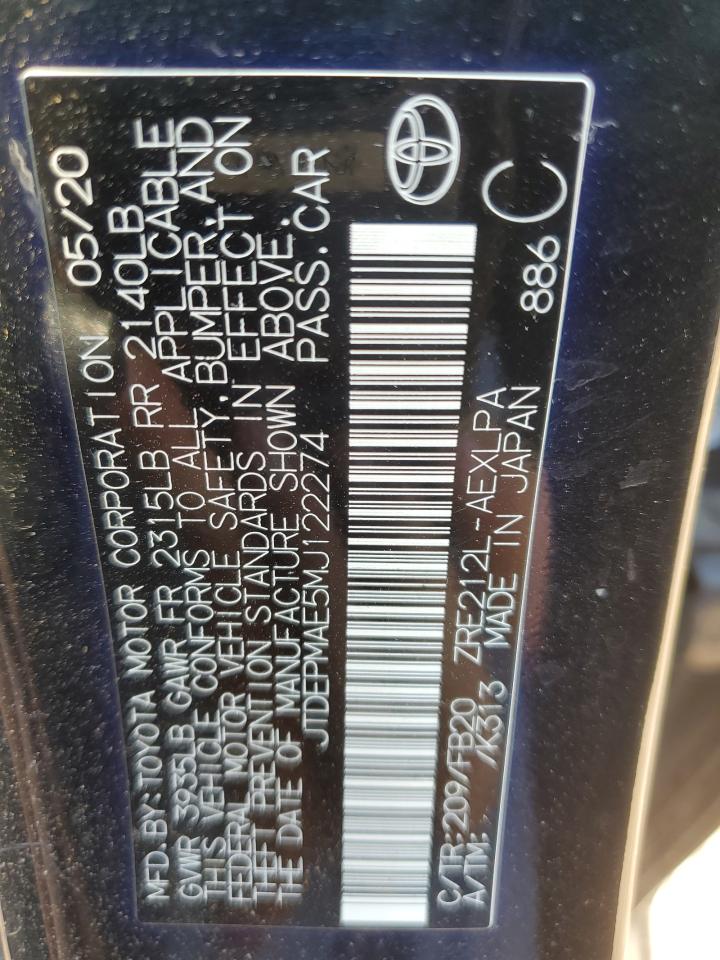 MFD.BY: TOYOTA MOTOR CORPORATION 05/20
GVWR 3935LB GAWR FR 2315LB RR 2140LB
THIS VEHICLE CONFORMS TO ALL APPLICABLE
FEDERAL MOTOR VEHICLE SAFETY, BUMPER, AND
THEFT PREVENTION STANDARDS IN EFFECT ON
THE DATE OF MANUFACTURE SHOWN ABOVE.
JTDEPMAE5MJ122274 PASS.CAR
C/TR:209/FB20 ZRE212L-AEXLPA 886 C
A/TM: /K313 MADE IN JAPAN